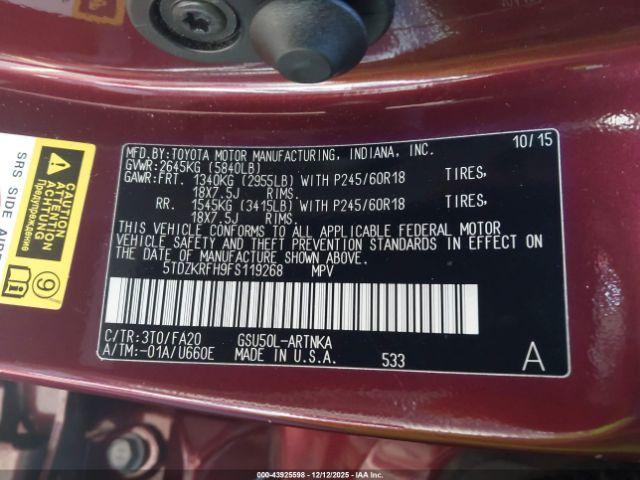 MFD.BY:TOYOTA MOTOR MANUFACTURING, INDIANA, INC. 10/15
GVWR:2645KG (5840LB)
GAWR:FRT. 1340KG (2955LB) WITH P245/60R18 TIRES,
18X7.5J RIMS,
RR. 1545KG (3415LB) WITH P245/60R18 TIRES,
18X7.5J RIMS.
THIS VEHICLE CONFORMS TO ALL APPLICABLE FEDERAL MOTOR
VEHICLE SAFETY AND THEFT PREVENTION STANDARDS IN EFFECT
ON THE DATE OF MANUFACTURE SHOWN ABOVE.
5TDZKRFH9FS119268 MPV
C/TR:3T0/FA20 GSU50L-ARTNKA
A/TM:-01A/U660E MADE IN U.S.A. 533 A
SRS SIDE AIR
CAUTION
ATTENTION
ACHTUNG
Предупреждение
9
IAA - 43925598 - 12/12/2025 - COPARTNKA